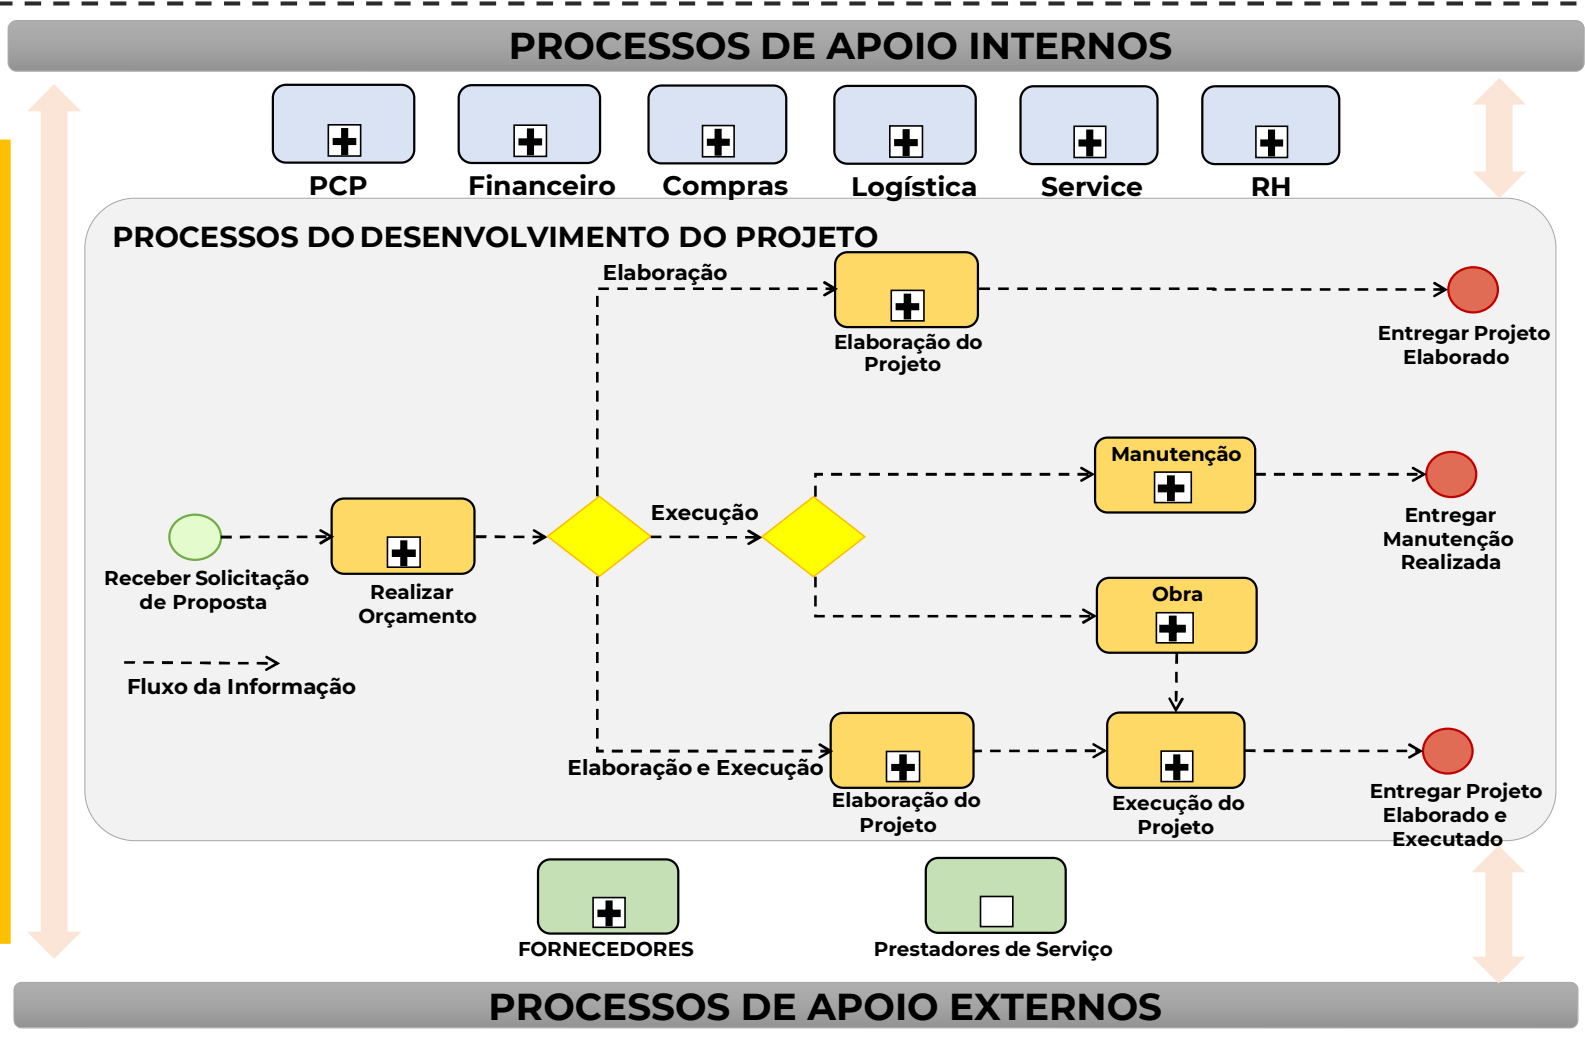 PROCESSOS DE APOIO INTERNOS
PCP
Financeiro
Compras
Logística
Service
RH
PROCESSOS DO DESENVOLVIMENTO DO PROJETO
Elaboração
Elaboração do
Projeto
Entregar Projeto
Elaborado
Manutenção
Entregar
Manutenção
Realizada
Execução
Receber Solicitação
de Proposta
Realizar
Orçamento
Obra
Fluxo da Informação
Elaboração e Execução
Elaboração do
Projeto
Execução do
Projeto
Entregar Projeto
Elaborado e
Executado
FORNECEDORES
Prestadores de Serviço
PROCESSOS DE APOIO EXTERNOS